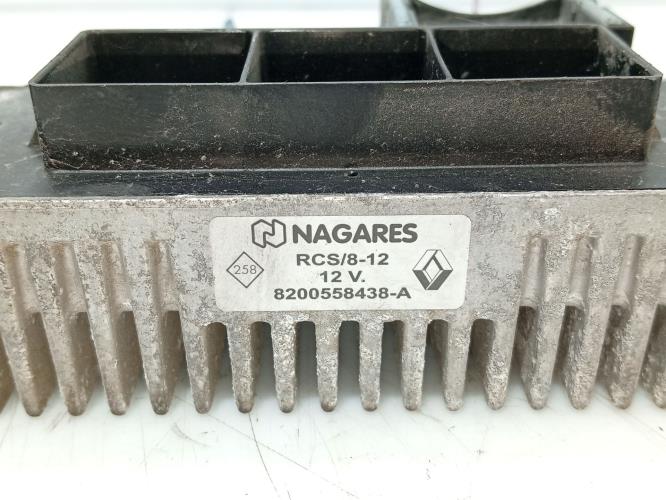 NAGARES
RCS/8-12
258
12 V.
8200558438-A